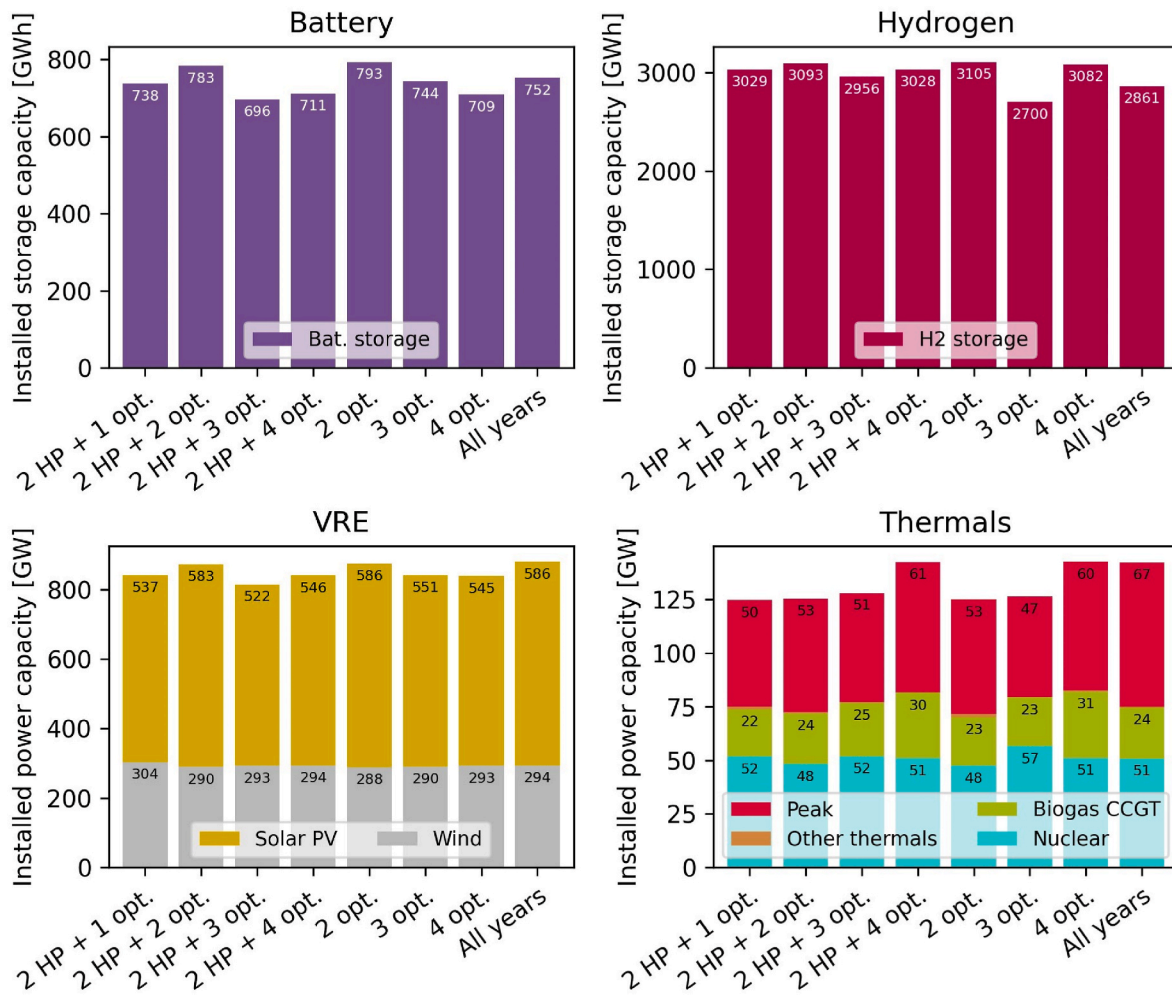 Battery
Installed storage capacity [GWh]
800
600
400
200
0
738
783
696
711
793
744
709
752
Bat. storage
2 HP + 1 opt.
2 HP + 2 opt.
2 HP + 3 opt.
2 HP + 4 opt.
2 opt.
3 opt.
4 opt.
All years
Hydrogen
Installed storage capacity [GWh]
3000
2000
1000
0
3029
3093
2956
3028
3105
2700
3082
2861
H2 storage
2 HP + 1 opt.
2 HP + 2 opt.
2 HP + 3 opt.
2 HP + 4 opt.
2 opt.
3 opt.
4 opt.
All years
VRE
Installed power capacity [GW]
800
600
400
200
0
537
583
522
546
586
551
545
586
304
290
293
294
288
290
293
294
Solar PV
Wind
2 HP + 1 opt.
2 HP + 2 opt.
2 HP + 3 opt.
2 HP + 4 opt.
2 opt.
3 opt.
4 opt.
All years
Thermals
Installed power capacity [GW]
125
100
75
50
25
0
50
53
51
61
53
47
60
67
22
24
25
30
23
23
31
24
52
48
52
51
48
57
51
51
Peak
Other thermals
Biogas CCGT
Nuclear
2 HP + 1 opt.
2 HP + 2 opt.
2 HP + 3 opt.
2 HP + 4 opt.
2 opt.
3 opt.
4 opt.
All years